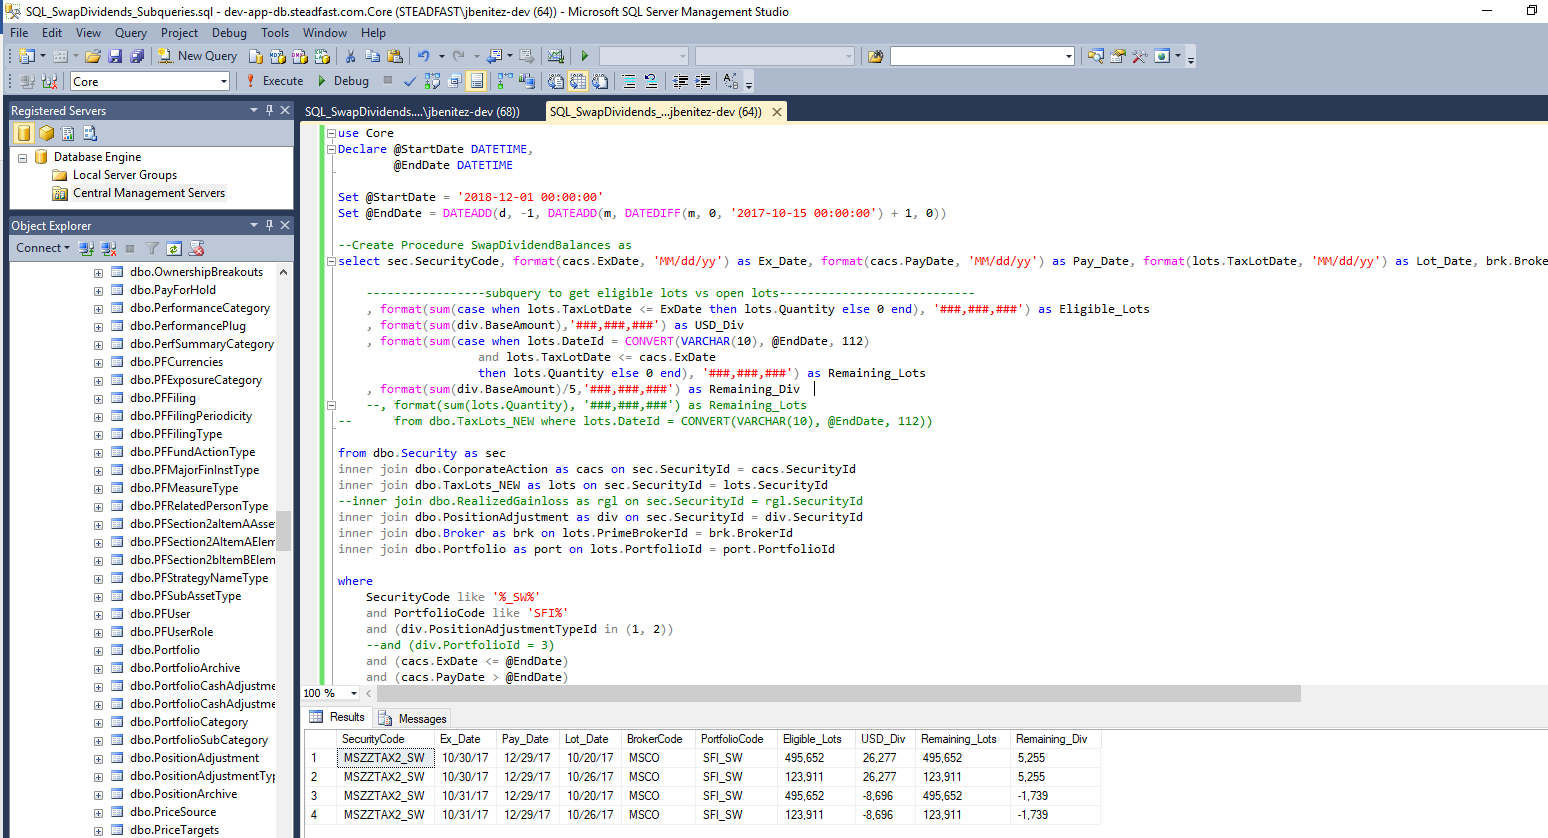 SQL_SwapDividends_Subqueries.sql - dev-app-db.steadfast.com.Core (STEADFAST\jbenitez-dev (64)) - Microsoft SQL Server Management Studio
File Edit View Query Project Debug Tools Window Help
New Query
Core Execute Debug
Registered Servers
Database Engine
Local Server Groups
Central Management Servers
Object Explorer
Connect
dbo.OwnershipBreakouts
dbo.PayForHold
dbo.PerformanceCategory
dbo.PerformancePlug
dbo.PerfSummaryCategory
dbo.PFCurrencies
dbo.PFExposureCategory
dbo.PFFiling
dbo.PFFilingPeriodicity
dbo.PFFilingType
dbo.PFFundActionType
dbo.PFMajorFinInstType
dbo.PFMeasureType
dbo.PFRelatedPersonType
dbo.PFSection2aItemAAsse
dbo.PFSection2AItemAElem
dbo.PFSection2bItemBElem
dbo.PFStrategyNameType
dbo.PFSubAssetType
dbo.PFUser
dbo.PFUserRole
dbo.Portfolio
dbo.PortfolioArchive
dbo.PortfolioCashAdjustme
dbo.PortfolioCashAdjustme
dbo.PortfolioCategory
dbo.PortfolioSubCategory
dbo.PositionAdjustment
dbo.PositionAdjustmentTyp
dbo.PositionArchive
dbo.PriceSource
dbo.PriceTargets
SQL_SwapDividends....\jbenitez-dev (68)) SQL_SwapDividends_...jbenitez-dev (64))
use Core
Declare @StartDate DATETIME,
@EndDate DATETIME
Set @StartDate = '2018-12-01 00:00:00'
Set @EndDate = DATEADD(d, -1, DATEADD(m, DATEDIFF(m, 0, '2017-10-15 00:00:00') + 1, 0))
--Create Procedure SwapDividendBalances as
select sec.SecurityCode, format(cacs.ExDate, 'MM/dd/yy') as Ex_Date, format(cacs.PayDate, 'MM/dd/yy') as Pay_Date, format(lots.TaxLotDate, 'MM/dd/yy') as Lot_Date, brk.Broke
-----------------subquery to get eligible lots vs open lots----------------------------
, format(sum(case when lots.TaxLotDate <= ExDate then lots.Quantity else 0 end), '###,###,###') as Eligible_Lots
, format(sum(div.BaseAmount),'###,###,###') as USD_Div
, format(sum(case when lots.DateId = CONVERT(VARCHAR(10), @EndDate, 112)
and lots.TaxLotDate <= cacs.ExDate
then lots.Quantity else 0 end), '###,###,###') as Remaining_Lots
, format(sum(div.BaseAmount)/5,'###,###,###') as Remaining_Div
--, format(sum(lots.Quantity), '###,###,###') as Remaining_Lots
-- from dbo.TaxLots_NEW where lots.DateId = CONVERT(VARCHAR(10), @EndDate, 112))
from dbo.Security as sec
inner join dbo.CorporateAction as cacs on sec.SecurityId = cacs.SecurityId
inner join dbo.TaxLots_NEW as lots on sec.SecurityId = lots.SecurityId
--inner join dbo.RealizedGainloss as rgl on sec.SecurityId = rgl.SecurityId
inner join dbo.PositionAdjustment as div on sec.SecurityId = div.SecurityId
inner join dbo.Broker as brk on lots.PrimeBrokerId = brk.BrokerId
inner join dbo.Portfolio as port on lots.PortfolioId = port.PortfolioId
where
SecurityCode like '%_SW%'
and PortfolioCode like 'SFI%'
and (div.PositionAdjustmentTypeId in (1, 2))
--and (div.PortfolioId = 3)
and (cacs.ExDate <= @EndDate)
and (cacs.PayDate > @EndDate)
100 %
Results Messages
SecurityCode Ex_Date Pay_Date Lot_Date BrokerCode PortfolioCode Eligible_Lots USD_Div Remaining_Lots Remaining_Div
1 MSZZTAX2_SW 10/30/17 12/29/17 10/20/17 MSCO SFI_SW 495,652 26,277 495,652 5,255
2 MSZZTAX2_SW 10/30/17 12/29/17 10/26/17 MSCO SFI_SW 123,911 26,277 123,911 5,255
3 MSZZTAX2_SW 10/31/17 12/29/17 10/20/17 MSCO SFI_SW 495,652 -8,696 495,652 -1,739
4 MSZZTAX2_SW 10/31/17 12/29/17 10/26/17 MSCO SFI_SW 123,911 -8,696 123,911 -1,739